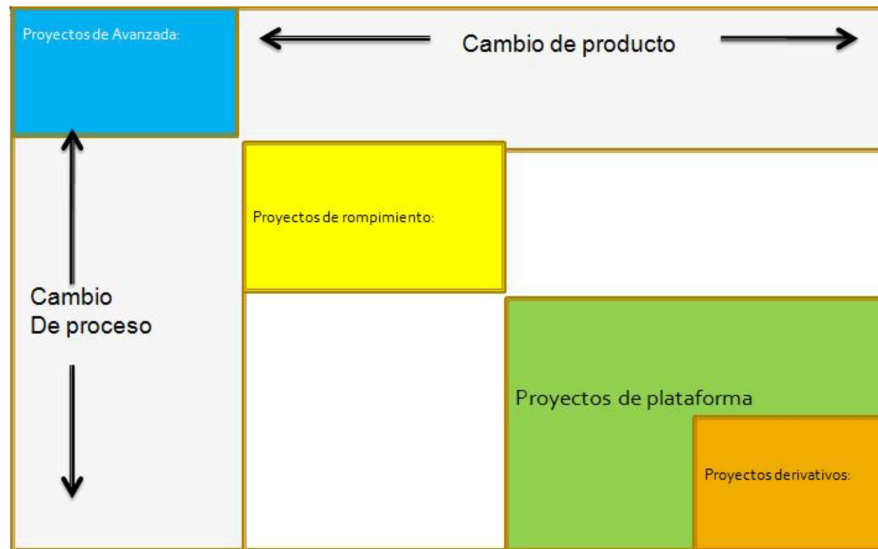 Proyectos de Avanzada:
Cambio de producto
Proyectos de rompimiento:
Cambio
De proceso
Proyectos de plataforma
Proyectos derivativos: